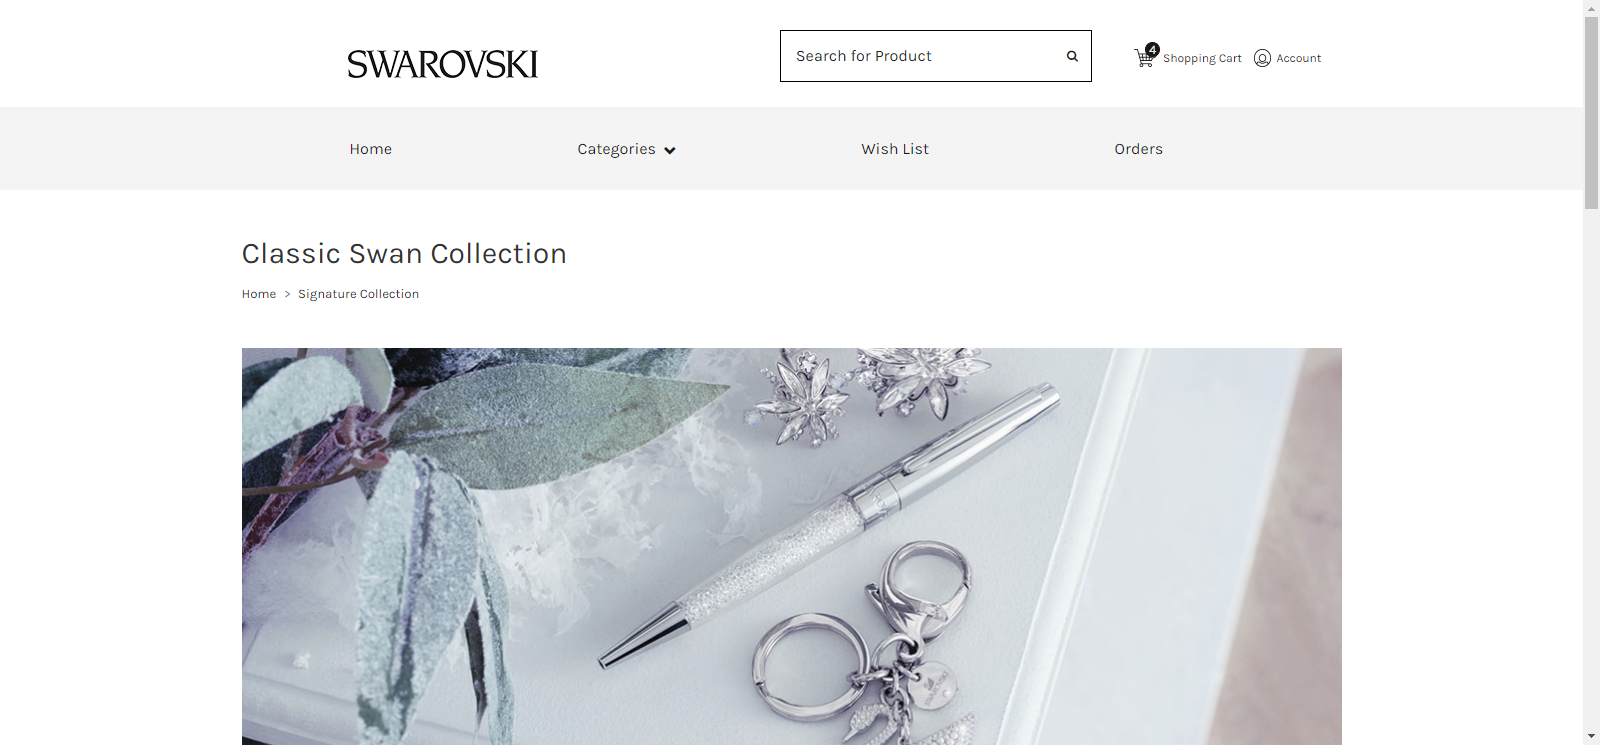 SWAROVSKI
Search for Product
4
Shopping Cart
Account
Home
Categories
Wish List
Orders
Classic Swan Collection
Home > Signature Collection
SWAROVSKI